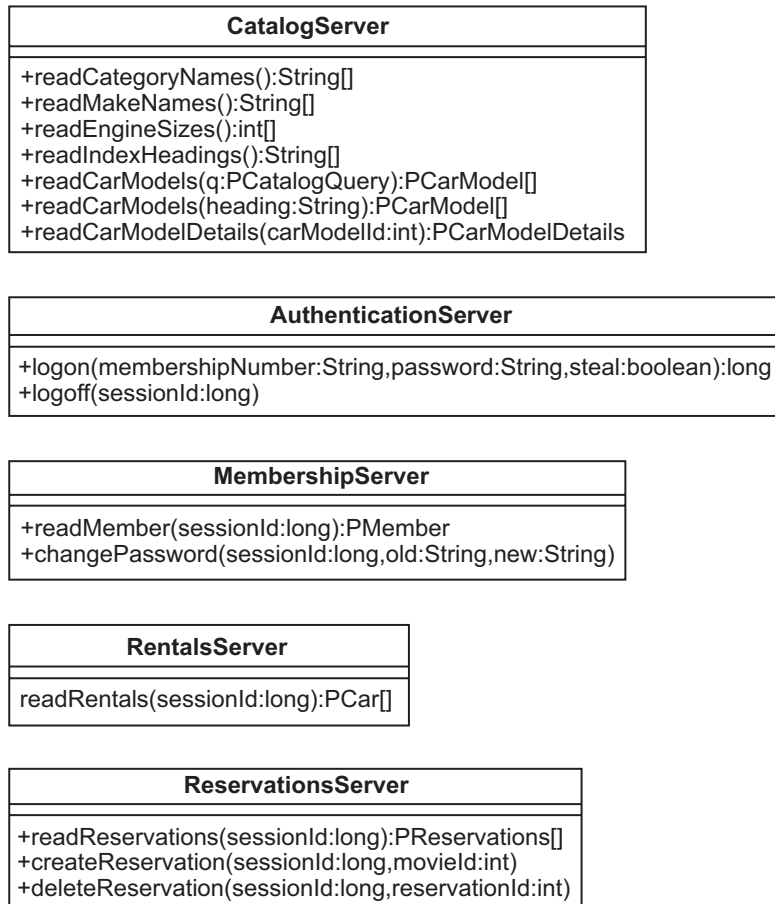 CatalogServer
+readCategoryNames():String[]
+readMakeNames():String[]
+readEngineSizes():int[]
+readIndexHeadings():String[]
+readCarModels(q:PCatalogQuery):PCarModel[]
+readCarModels(heading:String):PCarModel[]
+readCarModelDetails(carModelId:int):PCarModelDetails
AuthenticationServer
+logon(membershipNumber:String,password:String,steal:boolean):long
+logoff(sessionId:long)
MembershipServer
+readMember(sessionId:long):PMember
+changePassword(sessionId:long,old:String,new:String)
RentalsServer
readRentals(sessionId:long):PCar[]
ReservationsServer
+readReservations(sessionId:long):PReservations[]
+createReservation(sessionId:long,movieId:int)
+deleteReservation(sessionId:long,reservationId:int)